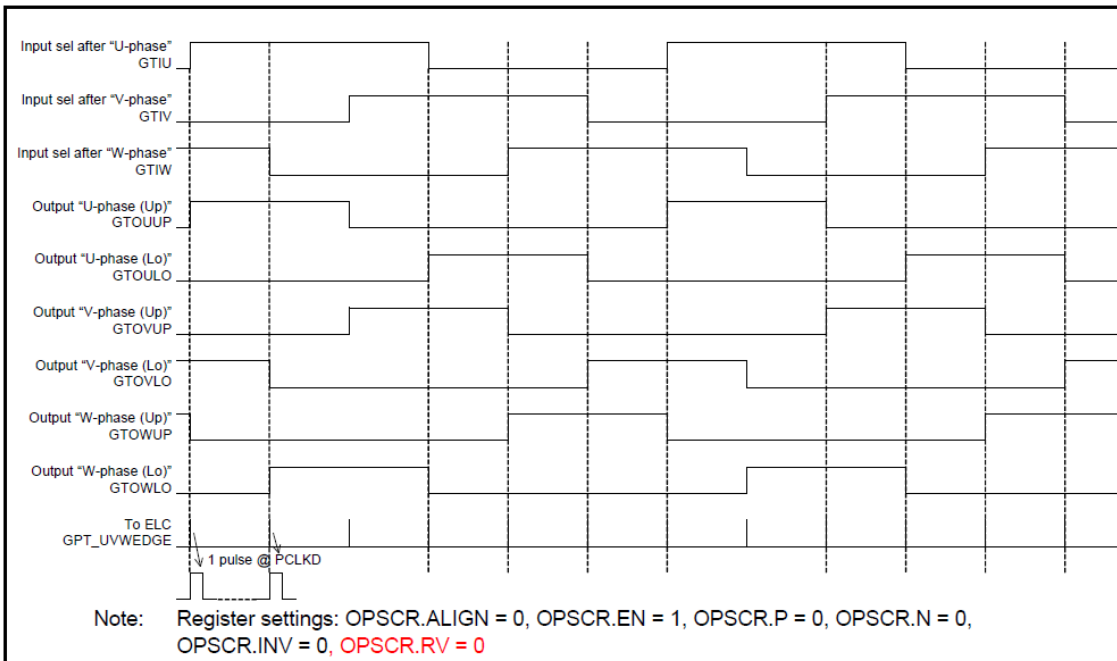 Input sel after “U-phase”
GTIU
Input sel after “V-phase”
GTIV
Input sel after “W-phase”
GTIW
Output “U-phase (Up)”
GTOUUP
Output “U-phase (Lo)”
GTOULO
Output “V-phase (Up)”
GTOVUP
Output “V-phase (Lo)”
GTOVLO
Output “W-phase (Up)”
GTOWUP
Output “W-phase (Lo)”
GTOWLO
To ELC
GPT_UVWEDGE
1 pulse @ PCLKD
Note: Register settings: OPSCR.ALIGN = 0, OPSCR.EN = 1, OPSCR.P = 0, OPSCR.N = 0,
OPSCR.INV = 0, OPSCR.RV = 0